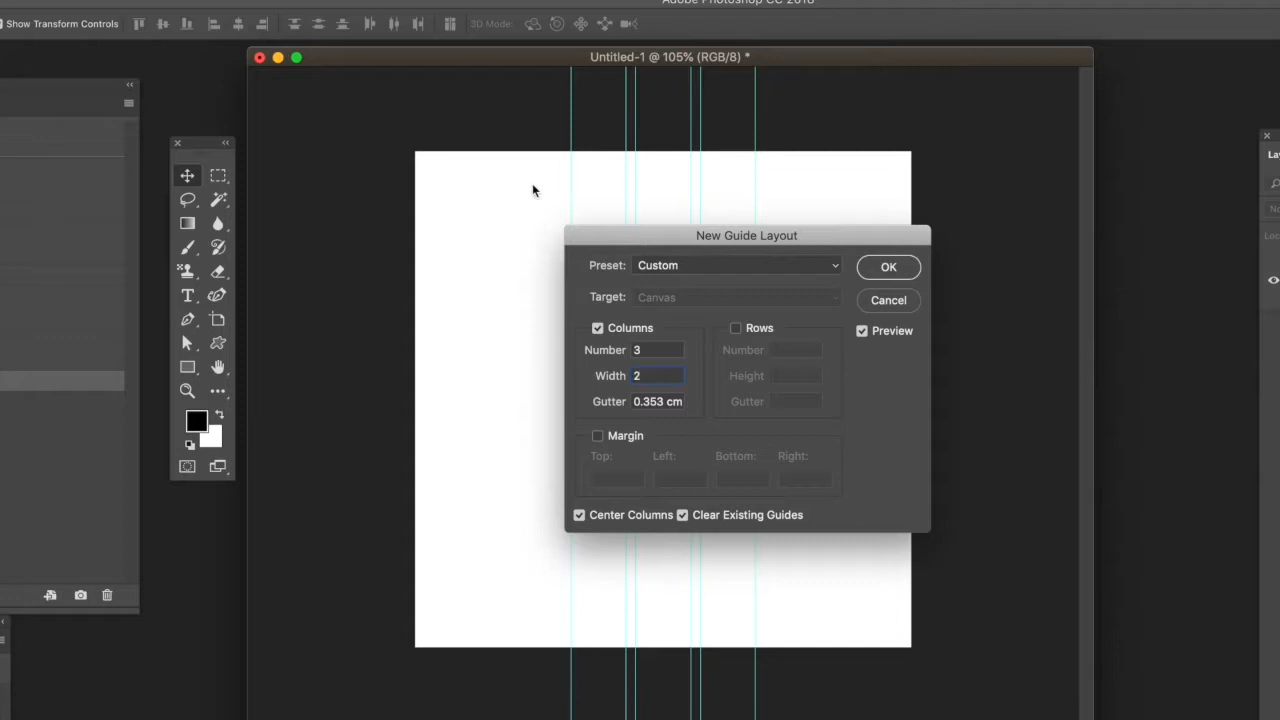 Adobe Photoshop CC 2018
Show Transform Controls
3D Mode:
Untitled-1 @ 105% (RGB/8) *
New Guide Layout
Preset: Custom
OK
Target: Canvas
Cancel
Columns
Rows
Preview
Number 3
Number
Width 2
Height
Gutter 0.353 cm
Gutter
Margin
Top: Left: Bottom: Right:
Center Columns Clear Existing Guides